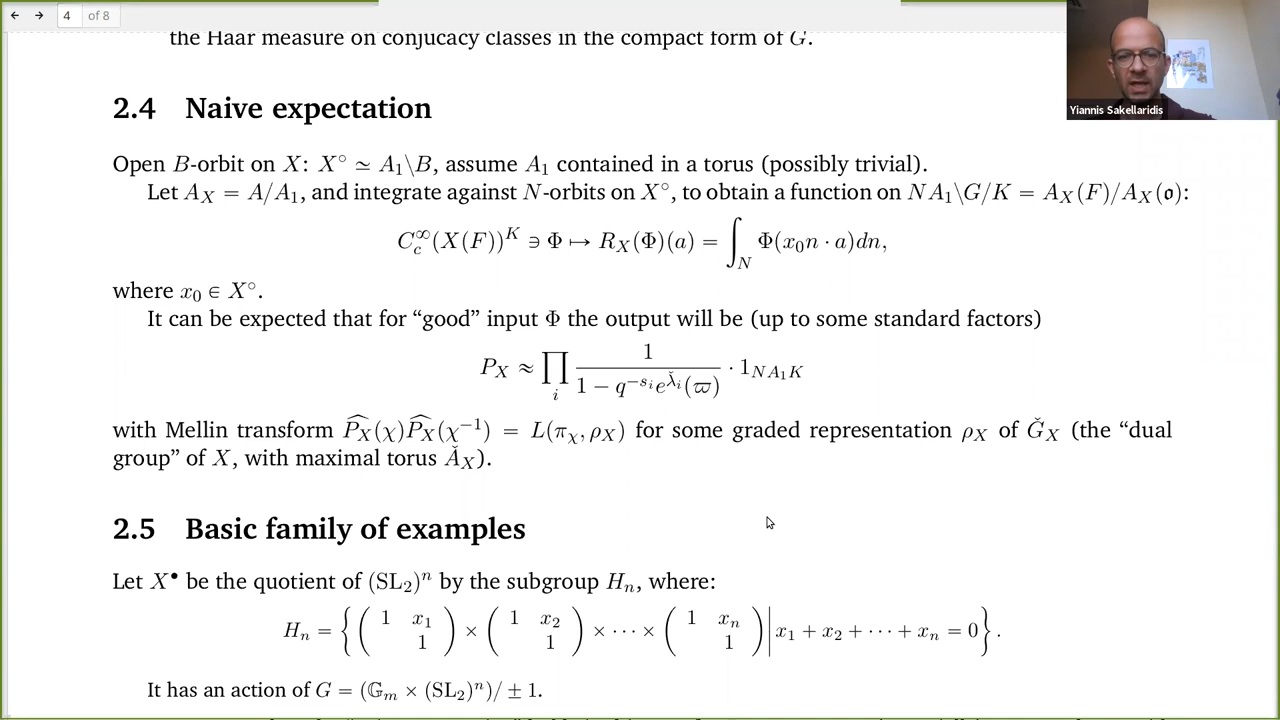 4 of 8
the Haar measure on conjucacy classes in the compact form of G.
Yiannis Sakellaridis
2.4 Naive expectation
Open B-orbit on X: X° ≃ A₁\B, assume A₁ contained in a torus (possibly trivial).
Let A_X = A/A₁, and integrate against N-orbits on X°, to obtain a function on NA₁\G/K = A_X(F)/A_X(𝔬):
C_c^∞(X(F))^K ∋ Φ ↦ R_X(Φ)(a) = ∫_N Φ(x₀n · a)dn,
where x₀ ∈ X°.
It can be expected that for “good” input Φ the output will be (up to some standard factors)
P_X ≈ ∏_i 1/(1 − q^{−s_i}e^{λ̌_i}(ϖ)) · 1_{NA₁K}
with Mellin transform \widehat{P_X}(χ)\widehat{P_X}(χ^{−1}) = L(π_χ, ρ_X) for some graded representation ρ_X of Ǧ_X (the “dual
group” of X, with maximal torus Ǎ_X).
2.5 Basic family of examples
Let X^• be the quotient of (SL₂)^n by the subgroup H_n, where:
H_n = { ( 1 x₁ ; 1 ) × ( 1 x₂ ; 1 ) × ⋯ × ( 1 x_n ; 1 ) | x₁ + x₂ + ⋯ + x_n = 0 } .
It has an action of G = (𝔾_m × (SL₂)^n)/ ± 1.